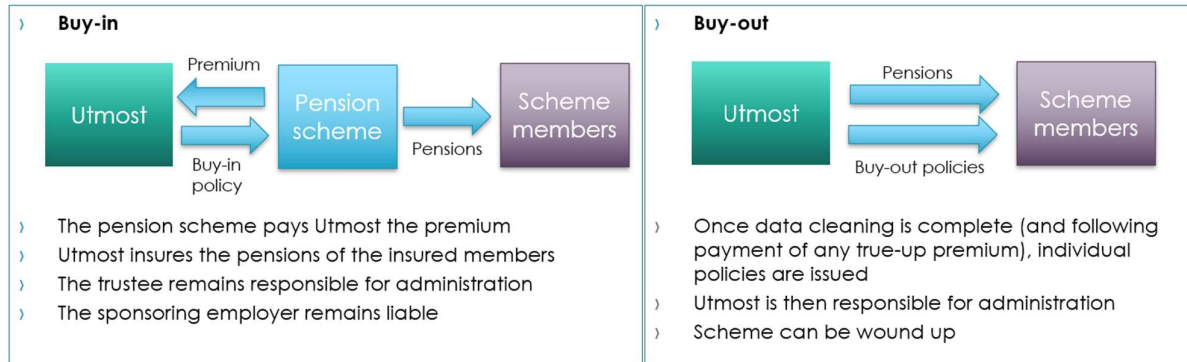 › Buy-in
Premium
Utmost
Pension
scheme
Scheme
members
Buy-in
policy
Pensions
› The pension scheme pays Utmost the premium
› Utmost insures the pensions of the insured members
› The trustee remains responsible for administration
› The sponsoring employer remains liable
› Buy-out
Pensions
Utmost
Scheme
members
Buy-out policies
› Once data cleaning is complete (and following
payment of any true-up premium), individual
policies are issued
› Utmost is then responsible for administration
› Scheme can be wound up